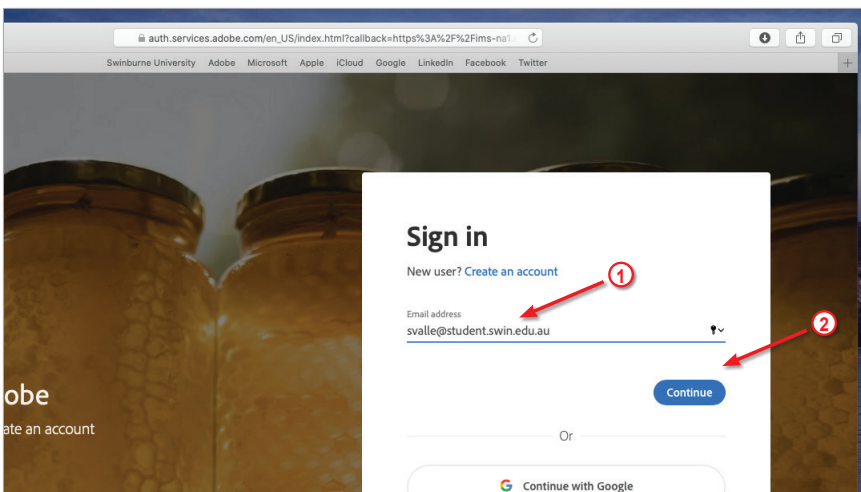 auth.services.adobe.com/en_US/index.html?callback=https%3A%2F%2Fims-na1.
Swinburne University Adobe Microsoft Apple iCloud Google LinkedIn Facebook Twitter
Sign in
New user? Create an account
1
Email address
svalle@student.swin.edu.au
2
obe
Continue
ate an account
Or
G Continue with Google